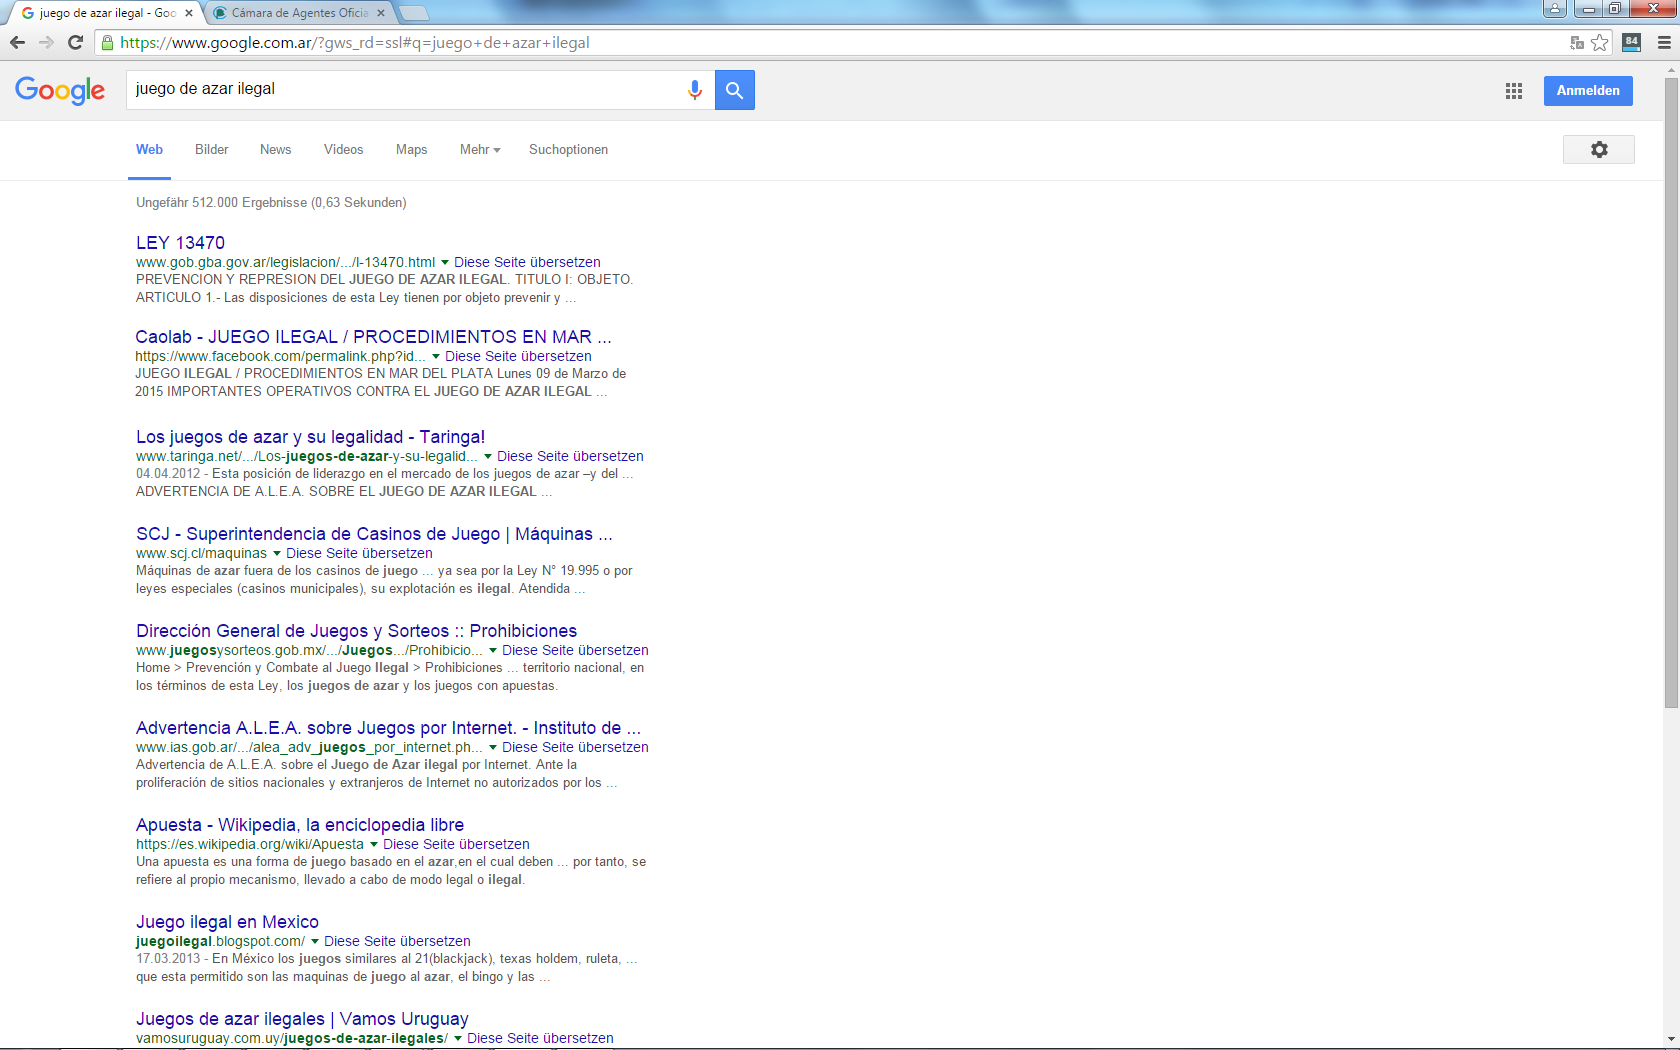 juego de azar ilegal - Goo
Cámara de Agentes Oficia
https://www.google.com.ar/?gws_rd=ssl#q=juego+de+azar+ilegal
84
Google
juego de azar ilegal
Anmelden
Web Bilder News Videos Maps Mehr Suchoptionen
Ungefähr 512.000 Ergebnisse (0,63 Sekunden)
LEY 13470
www.gob.gba.gov.ar/legislacion/.../l-13470.html Diese Seite übersetzen
PREVENCION Y REPRESION DEL JUEGO DE AZAR ILEGAL. TITULO I: OBJETO.
ARTICULO 1.- Las disposiciones de esta Ley tienen por objeto prevenir y ...
Caolab - JUEGO ILEGAL / PROCEDIMIENTOS EN MAR ...
https://www.facebook.com/permalink.php?id... Diese Seite übersetzen
JUEGO ILEGAL / PROCEDIMIENTOS EN MAR DEL PLATA Lunes 09 de Marzo de
2015 IMPORTANTES OPERATIVOS CONTRA EL JUEGO DE AZAR ILEGAL ...
Los juegos de azar y su legalidad - Taringa!
www.taringa.net/.../Los-juegos-de-azar-y-su-legalid... Diese Seite übersetzen
04.04.2012 - Esta posición de liderazgo en el mercado de los juegos de azar –y del ...
ADVERTENCIA DE A.L.E.A. SOBRE EL JUEGO DE AZAR ILEGAL ...
SCJ - Superintendencia de Casinos de Juego | Máquinas ...
www.scj.cl/maquinas Diese Seite übersetzen
Máquinas de azar fuera de los casinos de juego ... ya sea por la Ley N° 19.995 o por
leyes especiales (casinos municipales), su explotación es ilegal. Atendida ...
Dirección General de Juegos y Sorteos :: Prohibiciones
www.juegosysorteos.gob.mx/.../Juegos.../Prohibicio... Diese Seite übersetzen
Home > Prevención y Combate al Juego Ilegal > Prohibiciones ... territorio nacional, en
los términos de esta Ley, los juegos de azar y los juegos con apuestas.
Advertencia A.L.E.A. sobre Juegos por Internet. - Instituto de ...
www.ias.gob.ar/.../alea_adv_juegos_por_internet.ph... Diese Seite übersetzen
Advertencia de A.L.E.A. sobre el Juego de Azar ilegal por Internet. Ante la
proliferación de sitios nacionales y extranjeros de Internet no autorizados por los ...
Apuesta - Wikipedia, la enciclopedia libre
https://es.wikipedia.org/wiki/Apuesta Diese Seite übersetzen
Una apuesta es una forma de juego basado en el azar,en el cual deben ... por tanto, se
refiere al propio mecanismo, llevado a cabo de modo legal o ilegal.
Juego ilegal en Mexico
juegoilegal.blogspot.com/ Diese Seite übersetzen
17.03.2013 - En México los juegos similares al 21(blackjack), texas holdem, ruleta, ...
que esta permitido son las maquinas de juego al azar, el bingo y las ...
Juegos de azar ilegales | Vamos Uruguay
vamosuruguay.com.uy/juegos-de-azar-ilegales/ Diese Seite übersetzen